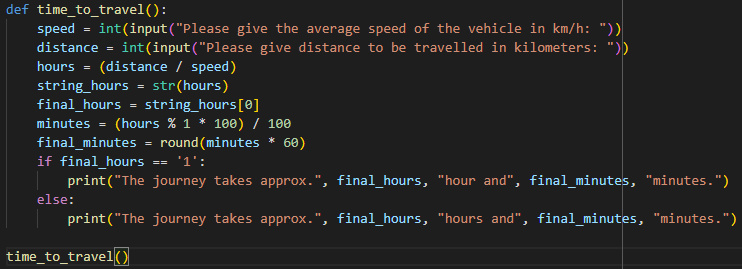 def time_to_travel():
    speed = int(input("Please give the average speed of the vehicle in km/h: "))
    distance = int(input("Please give distance to be travelled in kilometers: "))
    hours = (distance / speed)
    string_hours = str(hours)
    final_hours = string_hours[0]
    minutes = (hours % 1 * 100) / 100
    final_minutes = round(minutes * 60)
    if final_hours == '1':
        print("The journey takes approx.", final_hours, "hour and", final_minutes, "minutes.")
    else:
        print("The journey takes approx.", final_hours, "hours and", final_minutes, "minutes.")
time_to_travel()